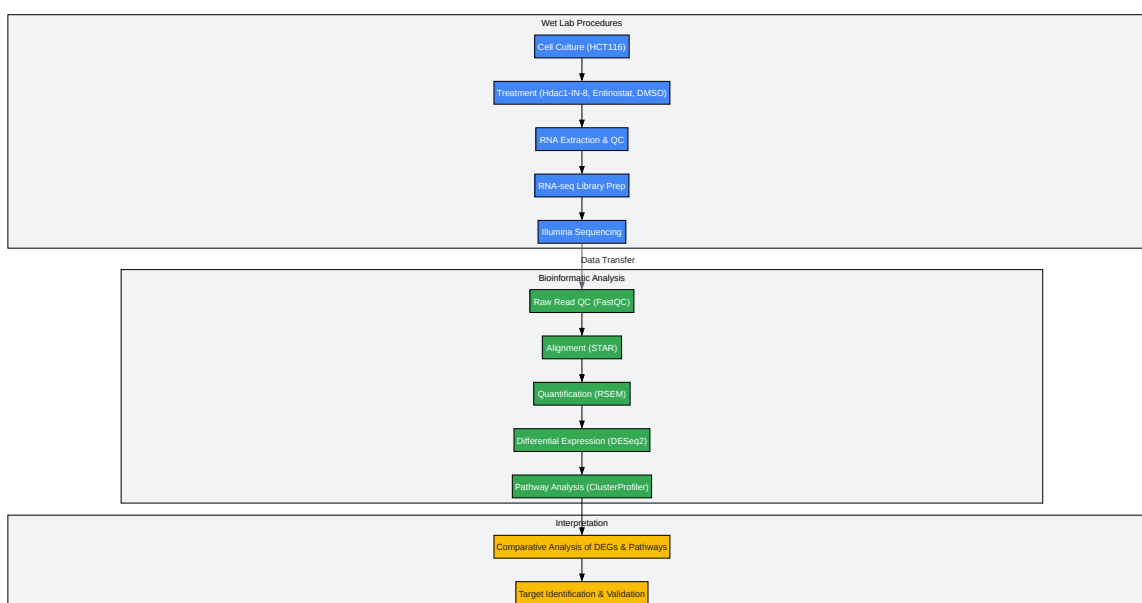 Wet Lab Procedures
Cell Culture (HCT116)
Treatment (Hdac1-IN-8, Entinostat, DMSO)
RNA Extraction & QC
RNA-seq Library Prep
Illumina Sequencing
Data Transfer
Bioinformatic Analysis
Raw Read QC (FastQC)
Alignment (STAR)
Quantification (RSEM)
Differential Expression (DESeq2)
Pathway Analysis (ClusterProfiler)
Interpretation
Comparative Analysis of DEGs & Pathways
Target Identification & Validation